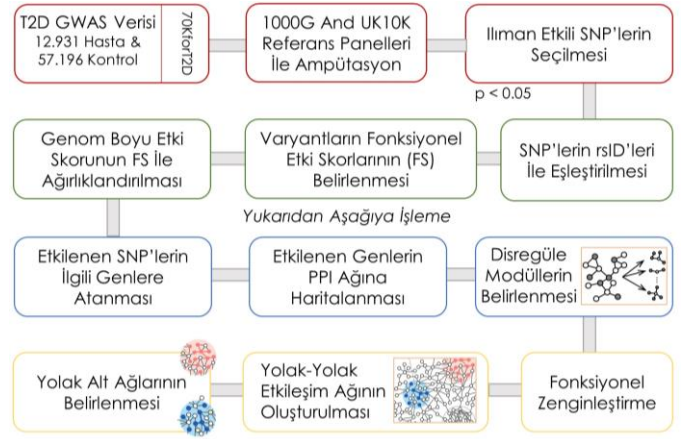 T2D GWAS Verisi
12.931 Hasta &
57.196 Kontrol
70KforT2D
1000G And UK10K
Referans Panelleri
İle Ampütasyon
Ilıman Etkili SNP'lerin
Seçilmesi
p < 0.05
Genom Boyu Etki
Skorunun FS İle
Ağırlıklandırılması
Varyantların Fonksiyonel
Etki Skorlarının (FS)
Belirlenmesi
SNP'lerin rsID'leri
İle Eşleştirilmesi
Yukarıdan Aşağıya İşleme
Etkilenen SNP'lerin
İlgili Genlere
Atanması
Etkilenen Genlerin
PPI Ağına
Haritalanması
Disregüle
Modüllerin
Belirlenmesi
Yolak Alt Ağlarının
Belirlenmesi
Yolak-Yolak
Etkileşim Ağının
Oluşturulması
Fonksiyonel
Zenginleştirme